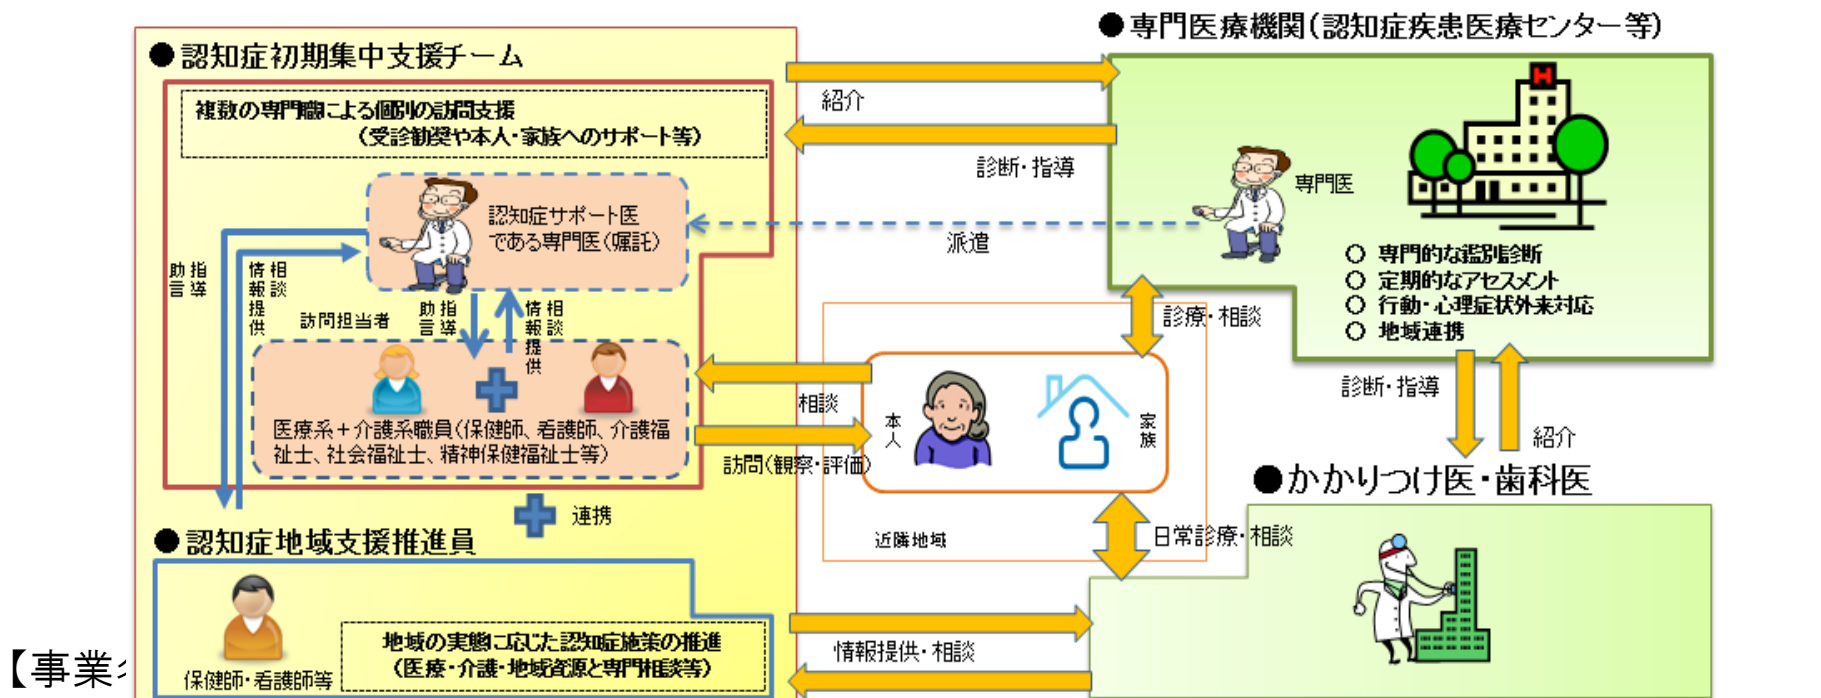 ●認知症初期集中支援チーム
複数の専門職による個別の訪問支援
（受診勧奨や本人・家族へのサポート等）
認知症サポート医
である専門医（嘱託）
指導
助言
相談
情報提供
訪問担当者
指導
助言
相談
情報提供
医療系＋介護系職員（保健師、看護師、介護福
祉士、社会福祉士、精神保健福祉士等）
連携
●認知症地域支援推進員
保健師・看護師等
地域の実態に応じた認知症施策の推進
（医療・介護・地域資源と専門相談等）
【事業
紹介
診断・指導
派遣
相談
訪問（観察・評価）
本人
家族
近隣地域
診療・相談
日常診療・相談
情報提供・相談
●専門医療機関（認知症疾患医療センター等）
専門医
○ 専門的な鑑別診断
○ 定期的なアセスメント
○ 行動・心理症状外来対応
○ 地域連携
診断・指導
紹介
●かかりつけ医・歯科医
H